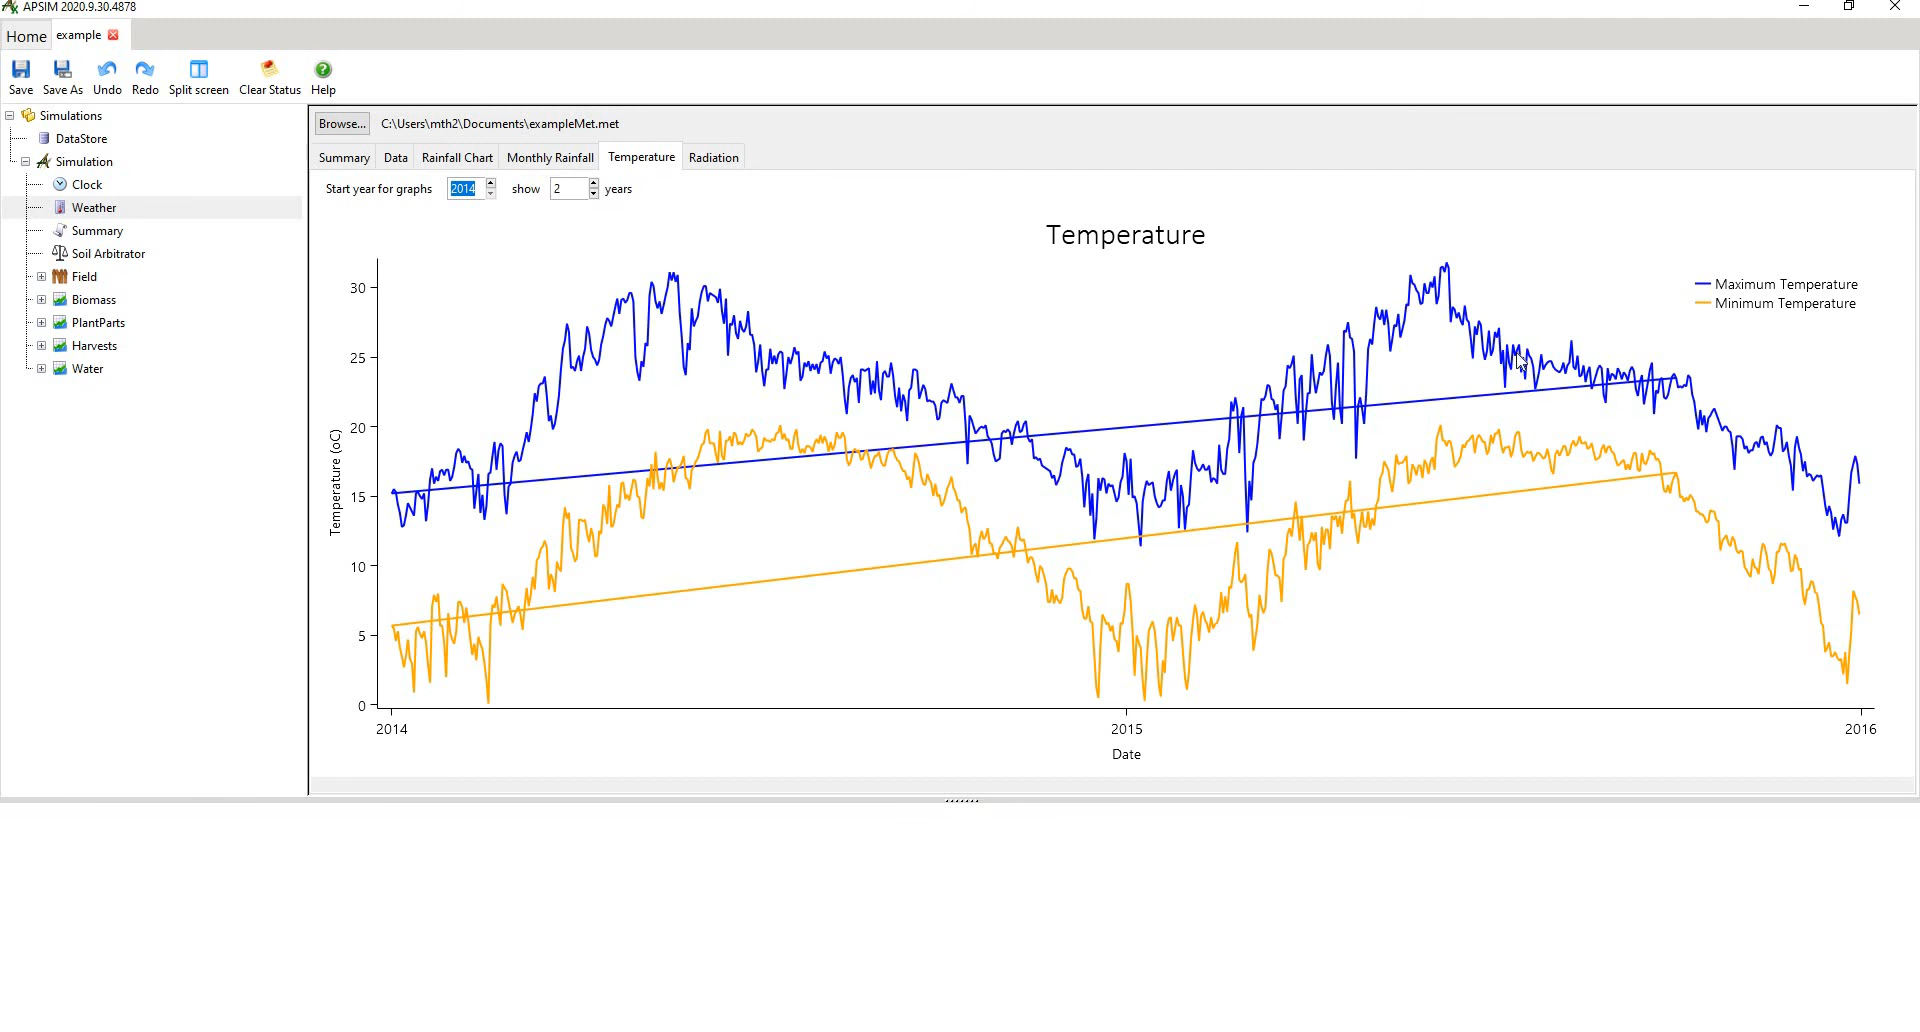 APSIM 2020.9.30.4878
Home example
Save Save As Undo Redo Split screen Clear Status Help
Simulations
DataStore
Simulation
Clock
Weather
Summary
Soil Arbitrator
Field
Biomass
PlantParts
Harvests
Water
Browse... C:\Users\mth2\Documents\exampleMet.met
Summary Data Rainfall Chart Monthly Rainfall Temperature Radiation
Start year for graphs 2014 show 2 years
Temperature
Maximum Temperature
Minimum Temperature
Temperature (oC)
30
25
20
15
10
5
0
2014 2015 2016
Date